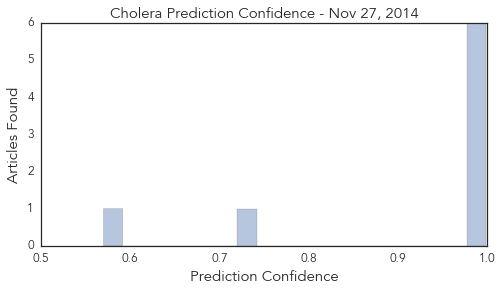 Cholera Prediction Confidence - Nov 27, 2014
Articles Found
6
5
4
3
2
1
0
0.5 0.6 0.7 0.8 0.9 1.0
Prediction Confidence